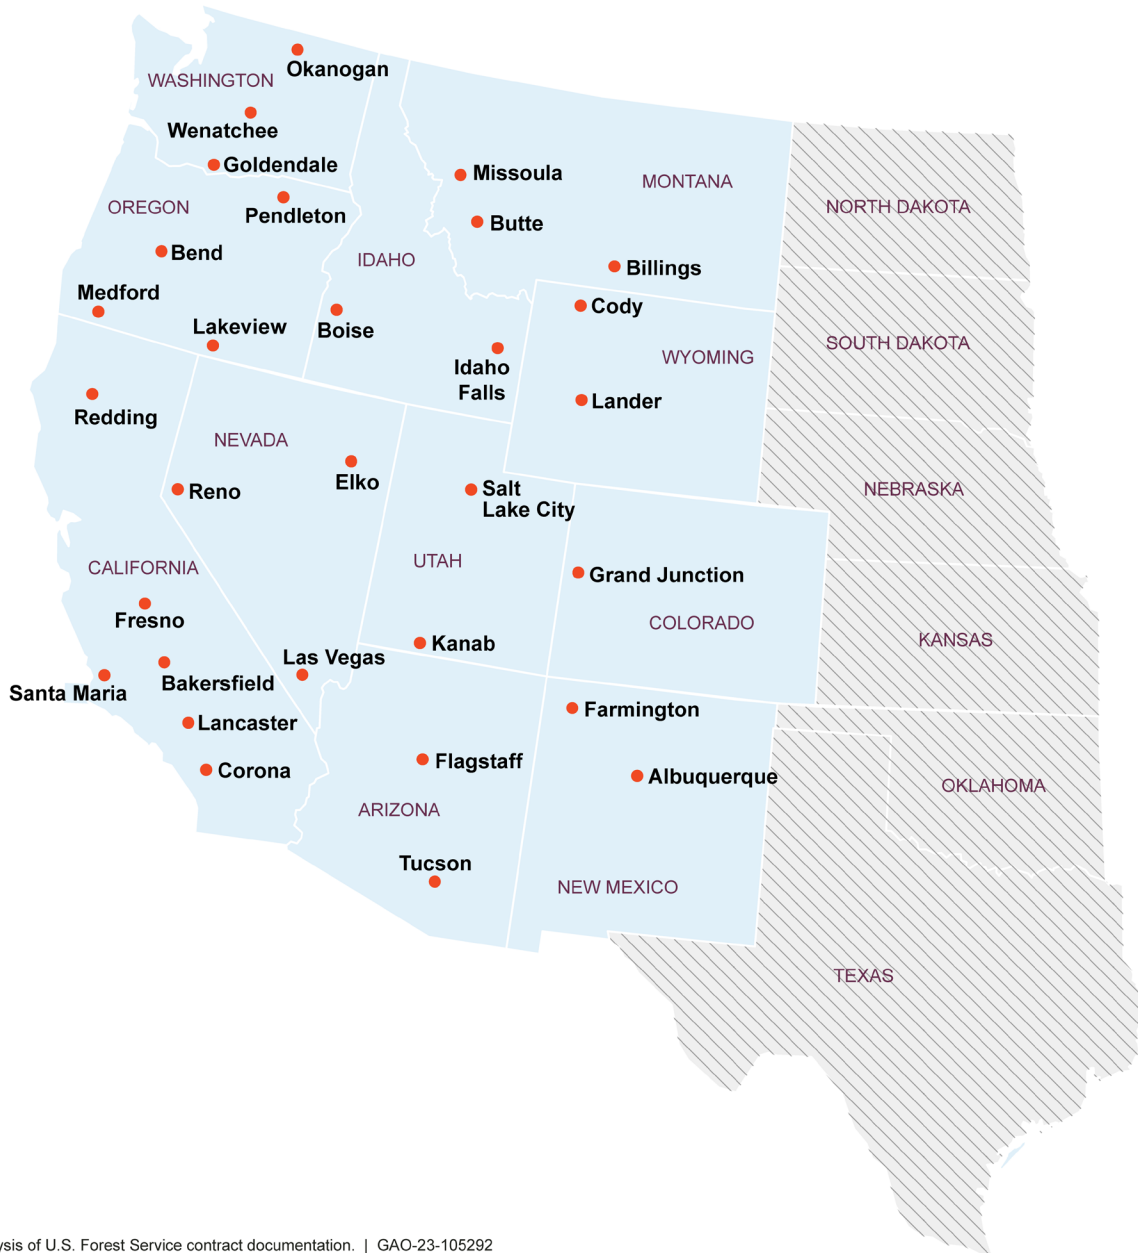 Okanogan
WASHINGTON
Wenatchee
Goldendale
Missoula
MONTANA
Pendleton
OREGON
NORTH DAKOTA
Butte
Bend
IDAHO
Billings
Medford
Cody
Lakeview
Boise
SOUTH DAKOTA
WYOMING
Idaho
Falls
Lander
Redding
NEVADA
Elko
Reno
Salt
Lake City
NEBRASKA
UTAH
CALIFORNIA
Grand Junction
Fresno
COLORADO
KANSAS
Kanab
Las Vegas
Bakersfield
Santa Maria
Farmington
Lancaster
Flagstaff
Corona
Albuquerque
OKLAHOMA
ARIZONA
Tucson
NEW MEXICO
TEXAS
ysis of U.S. Forest Service contract documentation. | GAO-23-105292